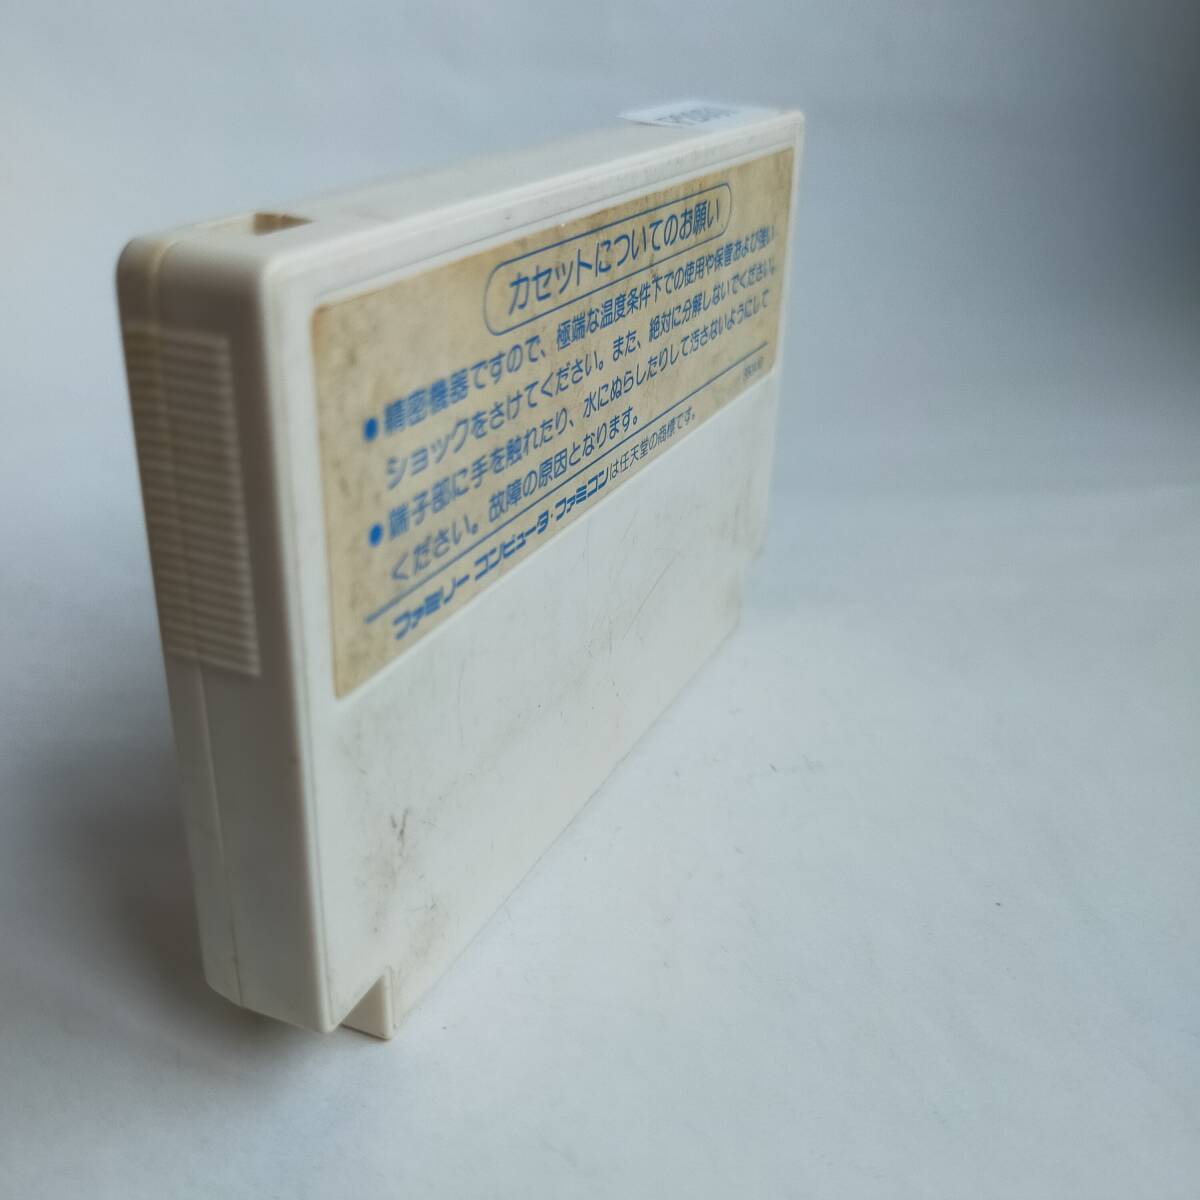 カセットについてのお願い
●精密機器ですので、極端な温度条件下での使用や保管および強い
ショックをさけてください。また、絶対に分解しないでください。
●端子部に手を触れたり、水にぬらしたりして汚さないようにして
ください。故障の原因となります。
ファミリー コンピュータ・ファミコンは任天堂の商標です。